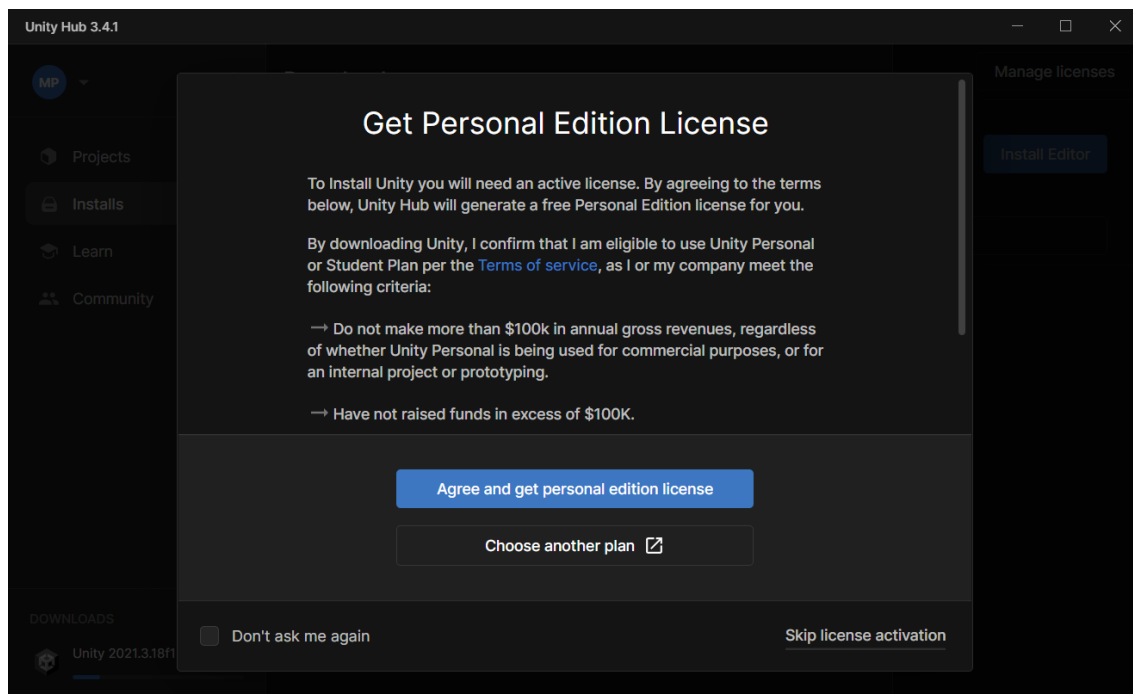 Unity Hub 3.4.1
MP
Manage licenses
Get Personal Edition License
Projects
Install Editor
To Install Unity you will need an active license. By agreeing to the terms
below, Unity Hub will generate a free Personal Edition license for you.
Installs
By downloading Unity, I confirm that I am eligible to use Unity Personal
or Student Plan per the Terms of service, as I or my company meet the
following criteria:
Learn
Community
→ Do not make more than $100k in annual gross revenues, regardless
of whether Unity Personal is being used for commercial purposes, or for
an internal project or prototyping.
→ Have not raised funds in excess of $100K.
Agree and get personal edition license
Choose another plan
DOWNLOADS
Unity 2021.3.18f1
Don't ask me again
Skip license activation